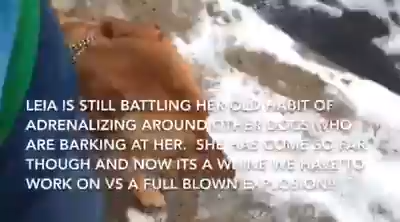 LEIA IS STILL BATTLING HER OLD HABIT OF
ADRENALIZING AROUND OTHER DOGS (WHO
ARE BARKING AT HER. SHE HAS COME SO FAR
THOUGH AND NOW ITS A WHINE WE HAVE TO
WORK ON VS A FULL BLOWN EXPLOSION!!